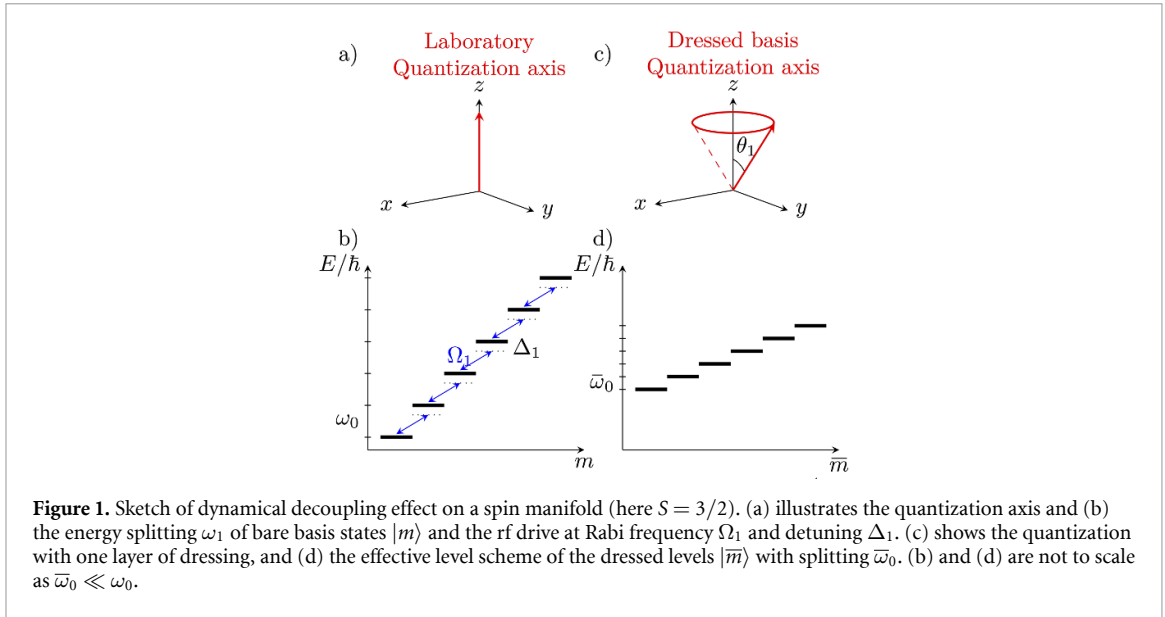 a)
Laboratory
Quantization axis
z
x
y
c)
Dressed basis
Quantization axis
z
θ₁
x
y
b)
E/ħ
Ω₁
Δ₁
ω₀
m
d)
E/ħ
ω̅₀
m̅
Figure 1. Sketch of dynamical decoupling effect on a spin manifold (here S = 3/2). (a) illustrates the quantization axis and (b)
the energy splitting ω₁ of bare basis states |m⟩ and the rf drive at Rabi frequency Ω₁ and detuning Δ₁. (c) shows the quantization
with one layer of dressing, and (d) the effective level scheme of the dressed levels |m̅⟩ with splitting ω̅₀. (b) and (d) are not to scale
as ω̅₀ ≪ ω₀.